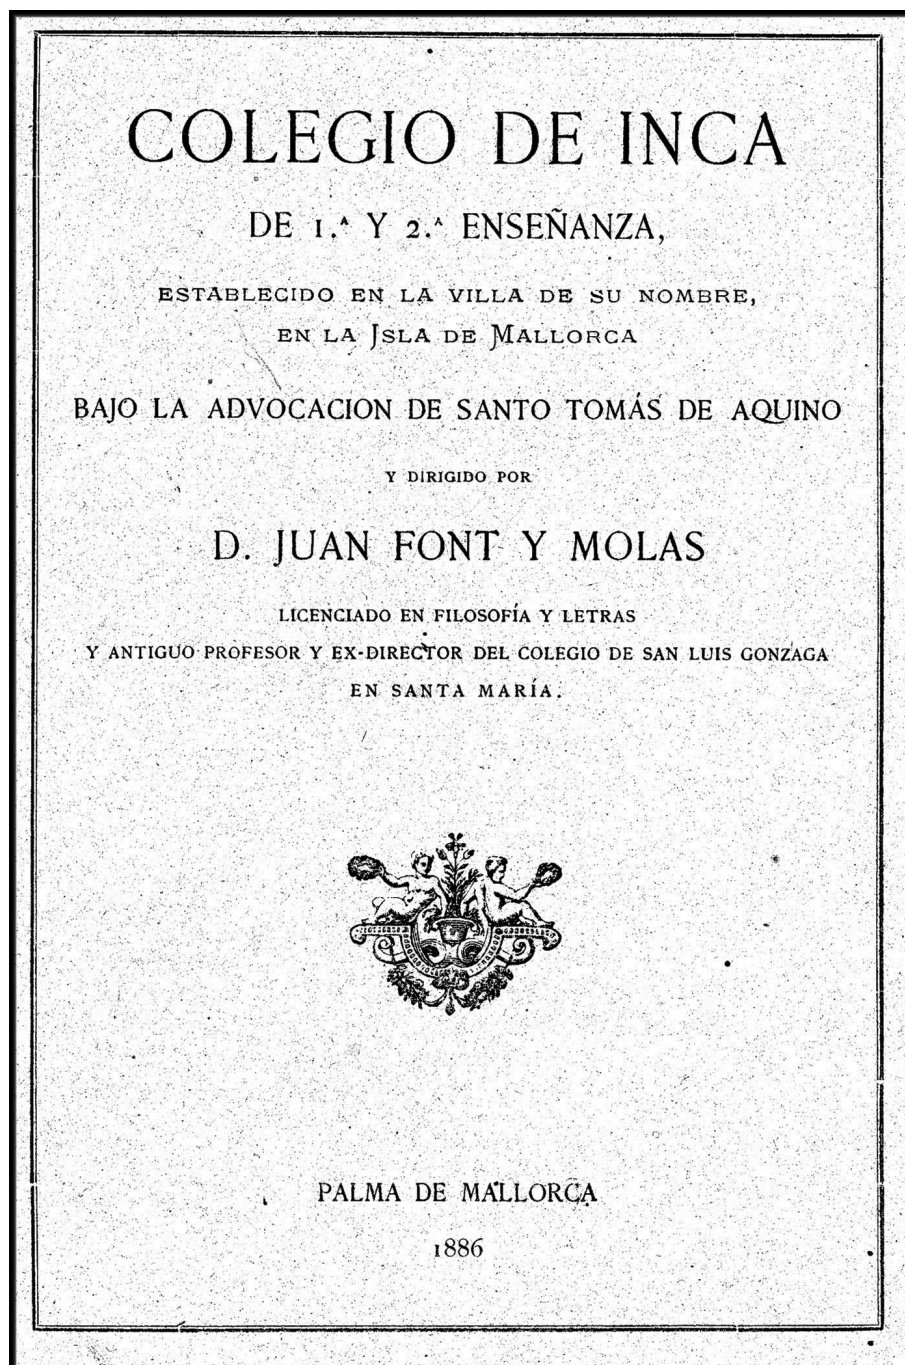 COLEGIO DE INCA
DE 1.ᴬ Y 2.ᴬ ENSEÑANZA,
ESTABLECIDO EN LA VILLA DE SU NOMBRE,
EN LA ISLA DE MALLORCA
BAJO LA ADVOCACION DE SANTO TOMÁS DE AQUINO
Y DIRIGIDO POR
D. JUAN FONT Y MOLAS
LICENCIADO EN FILOSOFÍA Y LETRAS
Y ANTIGUO PROFESOR Y EX-DIRECTOR DEL COLEGIO DE SAN LUIS GONZAGA
EN SANTA MARÍA.
PALMA DE MALLORCA
1886